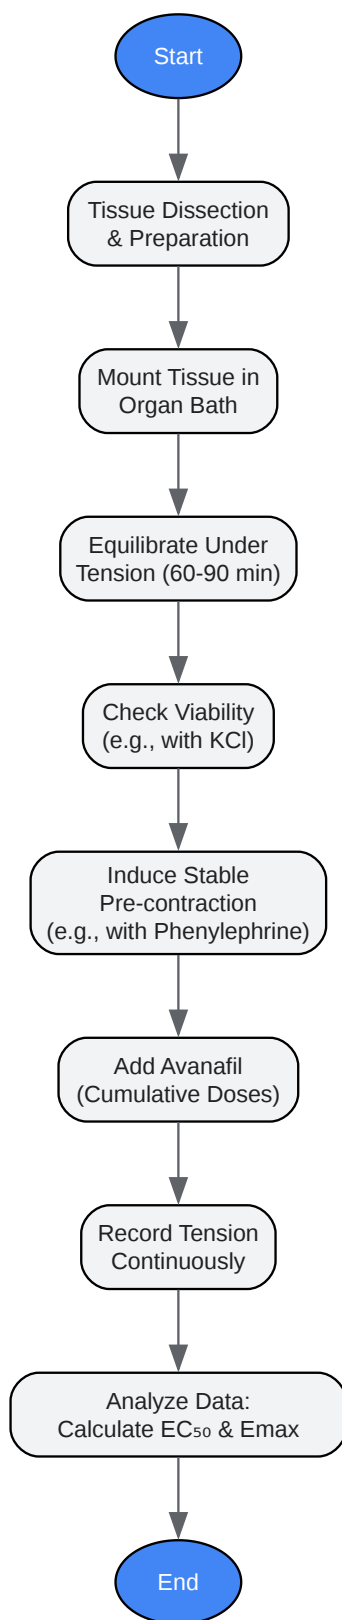 Start
Tissue Dissection
& Preparation
Mount Tissue in
Organ Bath
Equilibrate Under
Tension (60-90 min)
Check Viability
(e.g., with KCl)
Induce Stable
Pre-contraction
(e.g., with Phenylephrine)
Add Avanafil
(Cumulative Doses)
Record Tension
Continuously
Analyze Data:
Calculate EC₅₀ & Emax
End